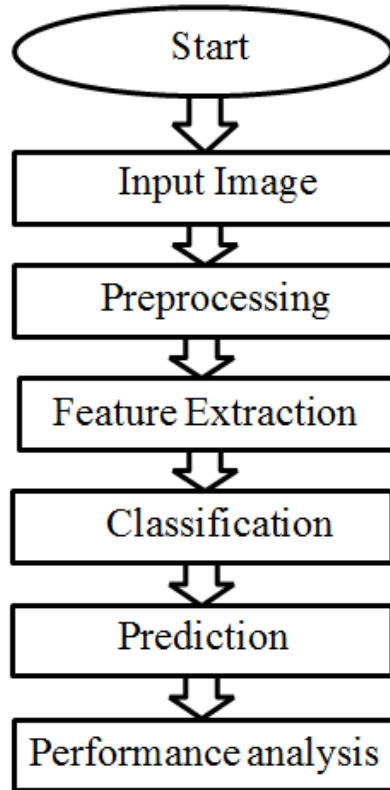 Start
Input Image
Preprocessing
Feature Extraction
Classification
Prediction
Performance analysis